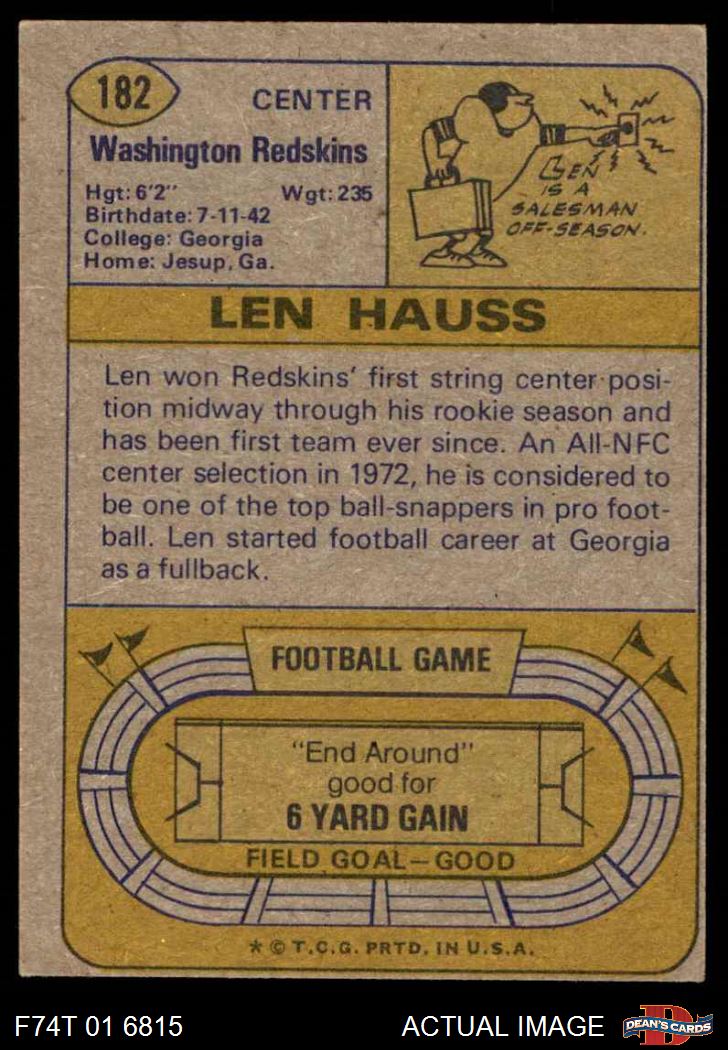 182
CENTER
Washington Redskins
Hgt: 6'2" Wgt: 235
Birthdate: 7-11-42
College: Georgia
Home: Jesup, Ga.
LEN
IS A
SALESMAN
OFF-SEASON.
LEN HAUSS
Len won Redskins' first string center posi-
tion midway through his rookie season and
has been first team ever since. An All-NFC
center selection in 1972, he is considered to
be one of the top ball-snappers in pro foot-
ball. Len started football career at Georgia
as a fullback.
FOOTBALL GAME
"End Around"
good for
6 YARD GAIN
FIELD GOAL—GOOD
* © T.C.G. PRTD. IN U.S.A.
F74T 01 6815 ACTUAL IMAGE
D
DEAN'S CARDS